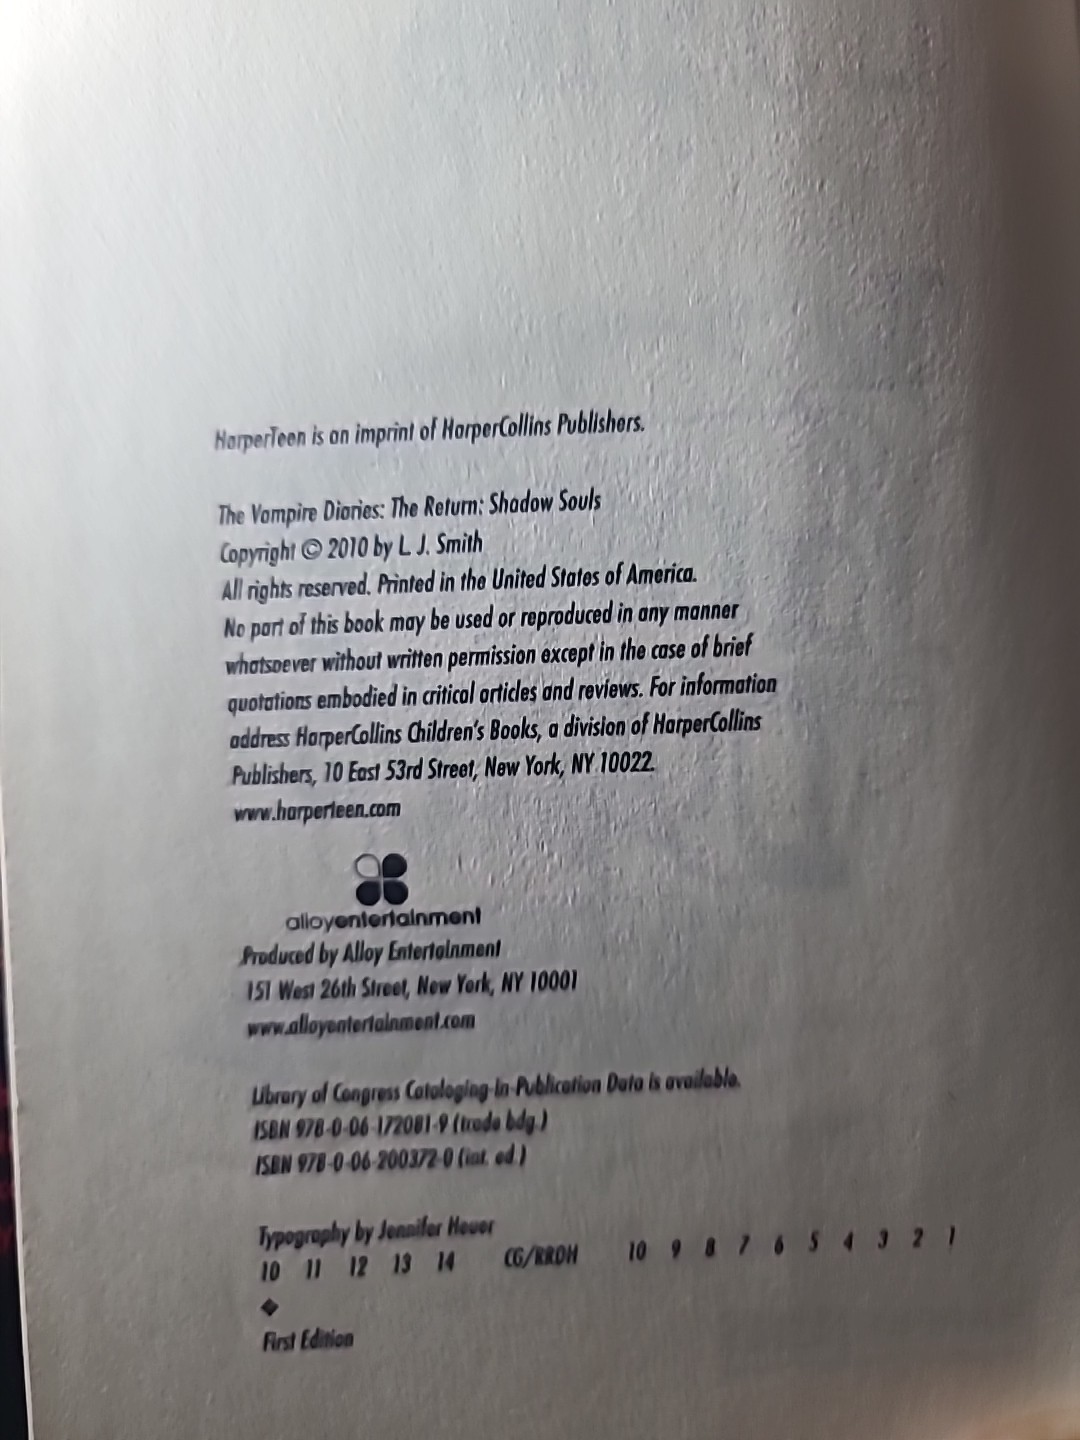 HarperTeen is an imprint of HarperCollins Publishers.
The Vampire Diaries: The Return: Shadow Souls
Copyright © 2010 by L. J. Smith
All rights reserved. Printed in the United States of America.
No part of this book may be used or reproduced in any manner
whatsoever without written permission except in the case of brief
quotations embodied in critical articles and reviews. For information
address HarperCollins Children's Books, a division of HarperCollins
Publishers, 10 East 53rd Street, New York, NY 10022.
www.harperteen.com
alloyentertainment
Produced by Alloy Entertainment
151 West 26th Street, New York, NY 10001
www.alloyentertainment.com
Library of Congress Cataloging-in-Publication Data is available.
ISBN 978-0-06-172081-9 (trade bdg.)
ISBN 978-0-06-200372-0 (int. ed.)
Typography by Jennifer Heuer
10 11 12 13 14 CG/RRDH 10 9 8 7 6 5 4 3 2 1
❖
First Edition